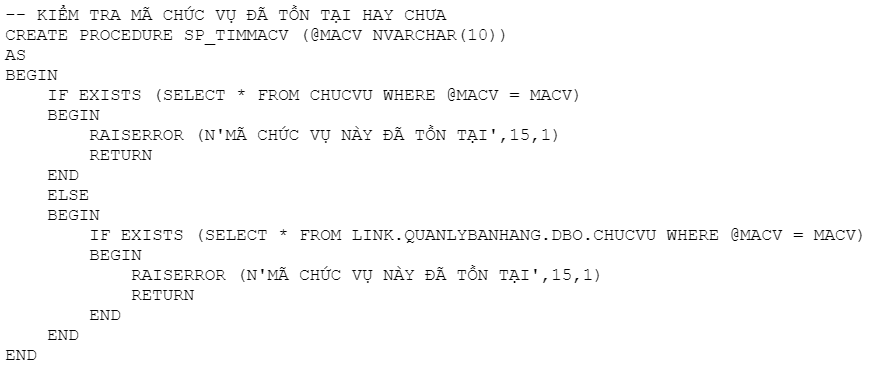 -- KIỂM TRA MÃ CHỨC VỤ ĐÃ TỒN TẠI HAY CHƯA
CREATE PROCEDURE SP_TIMMACV (@MACV NVARCHAR(10))
AS
BEGIN
    IF EXISTS (SELECT * FROM CHUCVU WHERE @MACV = MACV)
    BEGIN
        RAISERROR (N'MÃ CHỨC VỤ NÀY ĐÃ TỒN TẠI',15,1)
        RETURN
    END
    ELSE
    BEGIN
        IF EXISTS (SELECT * FROM LINK.QUANLYBANHANG.DBO.CHUCVU WHERE @MACV = MACV)
        BEGIN
            RAISERROR (N'MÃ CHỨC VỤ NÀY ĐÃ TỒN TẠI',15,1)
            RETURN
        END
    END
END